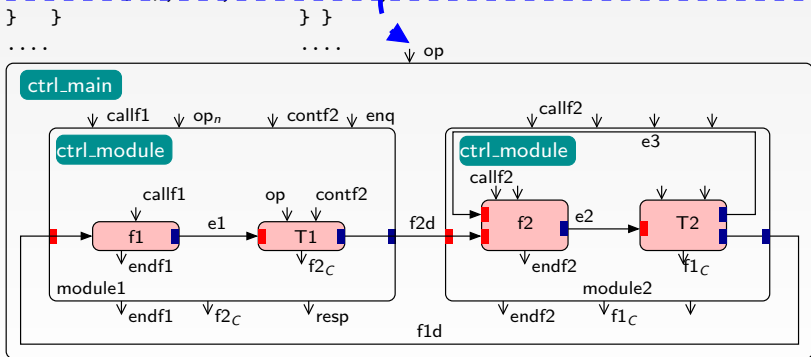 } } } }
.... ....
op
ctrl_main
callf1 opₙ contf2 enq callf2
e3
ctrl_module ctrl_module
callf1 op contf2 callf2
f1 e1 T1 f2d f2 e2 T2
endf1 f2_C endf2 f1_C
module1 module2
endf1 f2_C resp endf2 f1_C
f1d